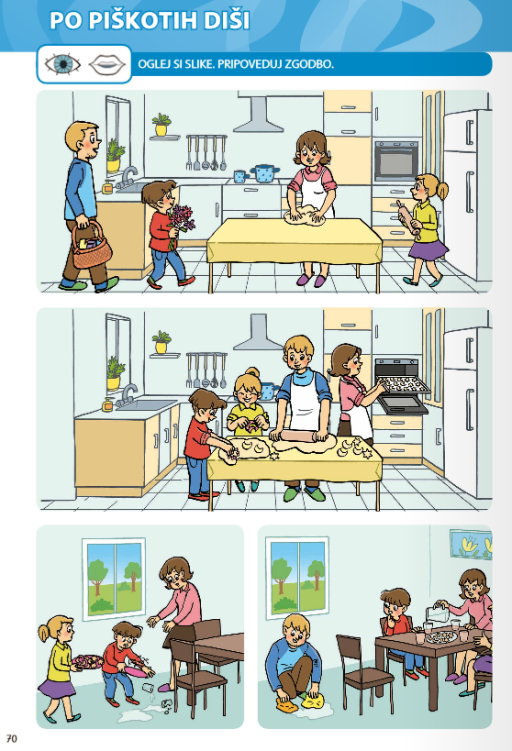 PO PIŠKOTIH DIŠI
OGLEJ SI SLIKE. PRIPOVEDUJ ZGODBO.
70